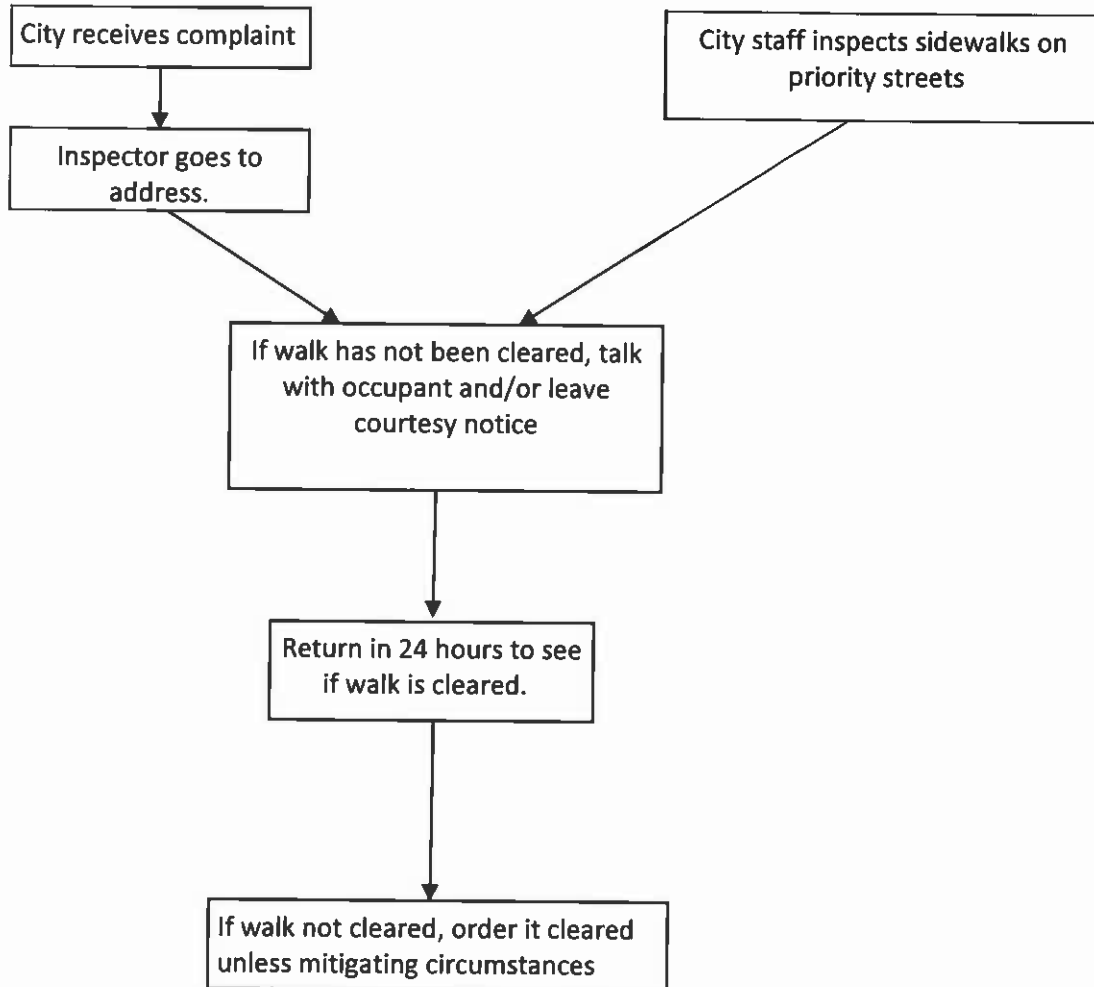 City receives complaint
City staff inspects sidewalks on
priority streets
Inspector goes to
address.
If walk has not been cleared, talk
with occupant and/or leave
courtesy notice
Return in 24 hours to see
if walk is cleared.
If walk not cleared, order it cleared
unless mitigating circumstances